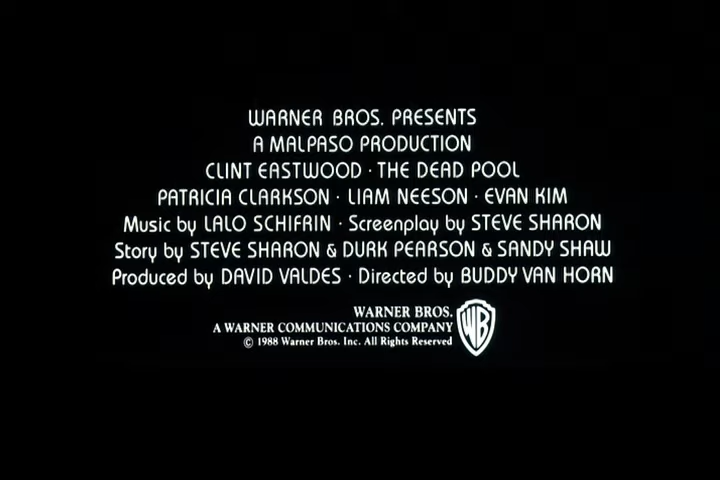 WARNER BROS. PRESENTS
A MALPASO PRODUCTION
CLINT EASTWOOD · THE DEAD POOL
PATRICIA CLARKSON · LIAM NEESON · EVAN KIM
Music by LALO SCHIFRIN · Screenplay by STEVE SHARON
Story by STEVE SHARON & DURK PEARSON & SANDY SHAW
Produced by DAVID VALDES · Directed by BUDDY VAN HORN
WARNER BROS.
A WARNER COMMUNICATIONS COMPANY
© 1988 Warner Bros. Inc. All Rights Reserved
WB